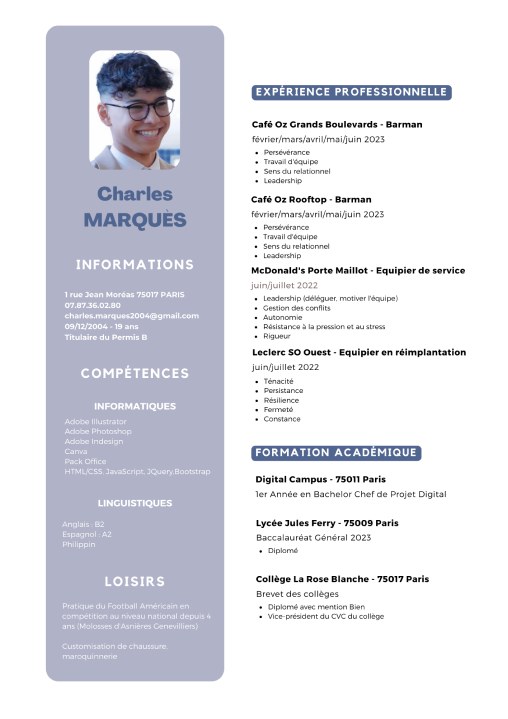 Charles
MARQUÈS
INFORMATIONS
1 rue Jean Moréas 75017 PARIS
07.87.36.02.80
charles.marques2004@gmail.com
09/12/2004 - 19 ans
Titulaire du Permis B
COMPÉTENCES
INFORMATIQUES
Adobe Illustrator
Adobe Photoshop
Adobe Indesign
Canva
Pack Office
HTML/CSS, JavaScript, JQuery,Bootstrap
LINGUISTIQUES
Anglais : B2
Espagnol : A2
Philippin
LOISIRS
Pratique du Football Américain en
compétition au niveau national depuis 4
ans (Molosses d'Asnières Genevilliers)
Customisation de chaussure,
maroquinnerie
EXPÉRIENCE PROFESSIONNELLE
Café Oz Grands Boulevards - Barman
février/mars/avril/mai/juin 2023
• Persévérance
• Travail d'équipe
• Sens du relationnel
• Leadership
Café Oz Rooftop - Barman
février/mars/avril/mai/juin 2023
• Persévérance
• Travail d'équipe
• Sens du relationnel
• Leadership
McDonald's Porte Maillot - Equipier de service
juin/juillet 2022
• Leadership (déléguer, motiver l'équipe)
• Gestion des conflits
• Autonomie
• Résistance à la pression et au stress
• Rigueur
Leclerc SO Ouest - Equipier en réimplantation
juin/juillet 2022
• Ténacité
• Persistance
• Résilience
• Fermeté
• Constance
FORMATION ACADÉMIQUE
Digital Campus - 75011 Paris
1er Année en Bachelor Chef de Projet Digital
Lycée Jules Ferry - 75009 Paris
Baccalauréat Général 2023
• Diplomé
Collège La Rose Blanche - 75017 Paris
Brevet des collèges
• Diplomé avec mention Bien
• Vice-président du CVC du collège